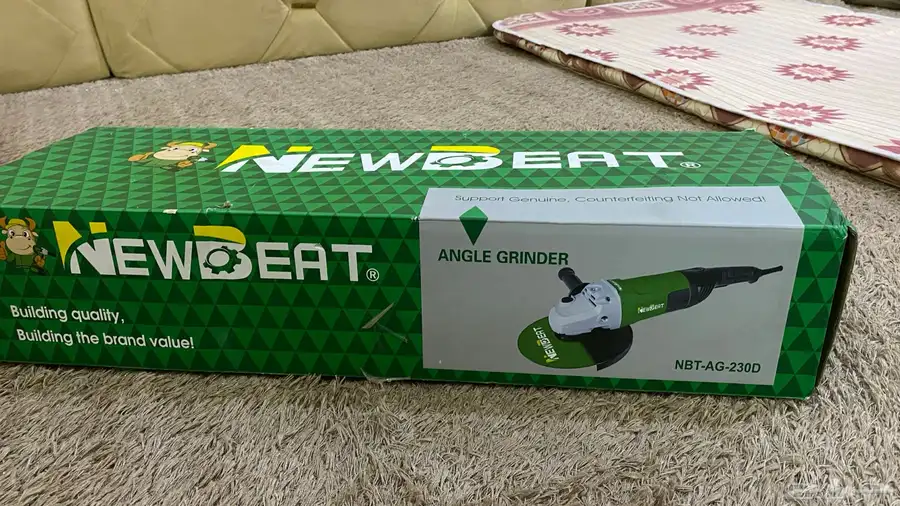 NEWBEAT®
Support Genuine, Counterfeiting Not Allowed!
NEWBEAT®
Building quality,
Building the brand value!
ANGLE GRINDER
NEWBEAT
NEWBEAT
NBT-AG-230D